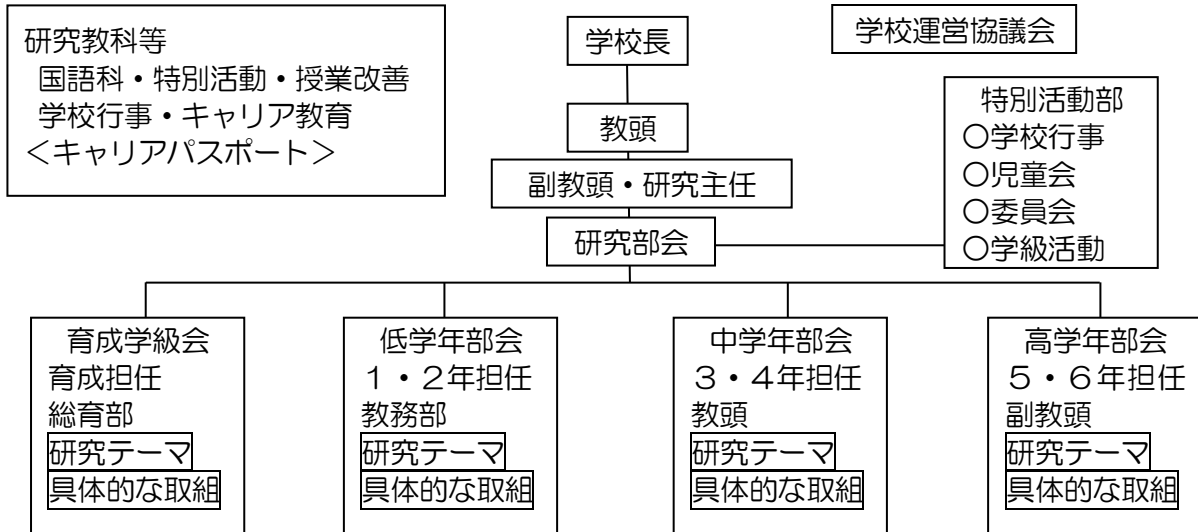 研究教科等
国語科・特別活動・授業改善
学校行事・キャリア教育
＜キャリアパスポート＞
学校長
学校運営協議会
教頭
副教頭・研究主任
研究部会
特別活動部
○学校行事
○児童会
○委員会
○学級活動
育成学級会
育成担任
総育部
研究テーマ
具体的な取組
低学年部会
１・２年担任
教務部
研究テーマ
具体的な取組
中学年部会
３・４年担任
教頭
研究テーマ
具体的な取組
高学年部会
５・６年担任
副教頭
研究テーマ
具体的な取組